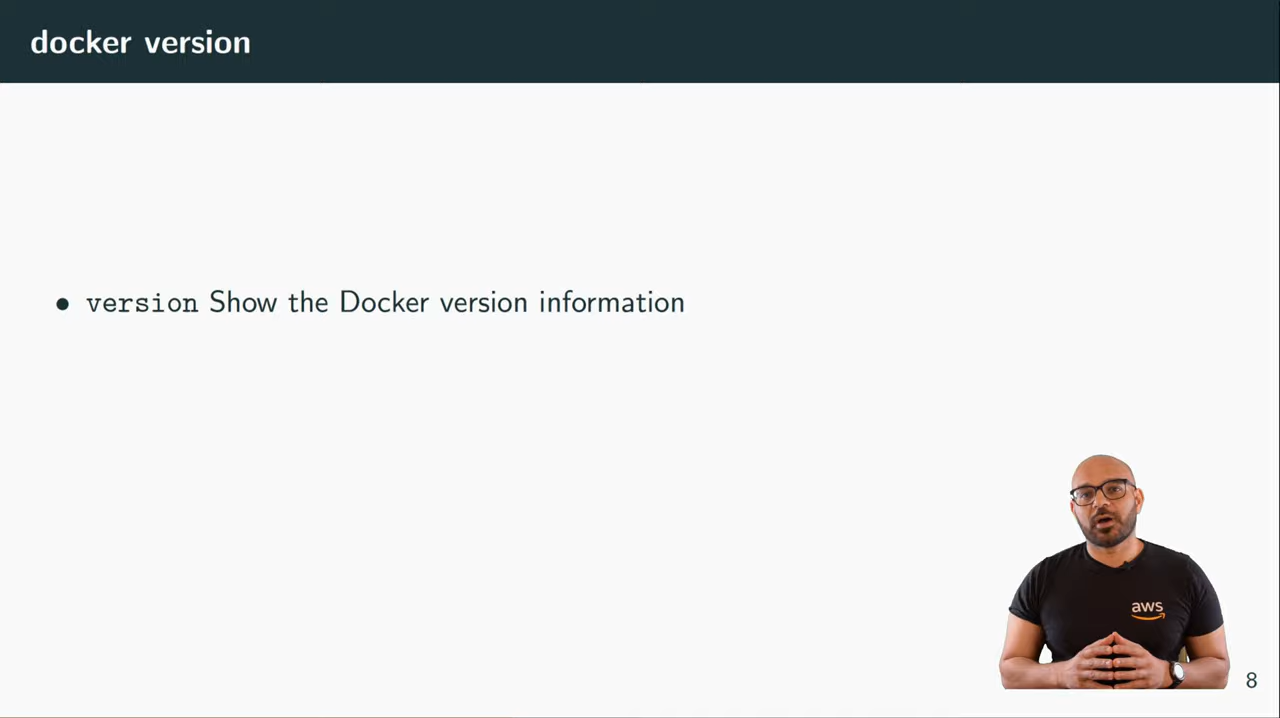 docker version
• version Show the Docker version information
aws
8